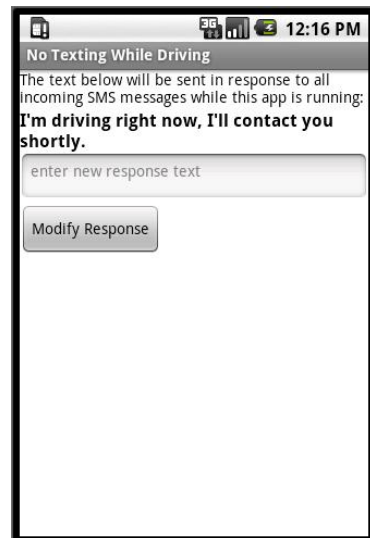 3G 12:16 PM
No Texting While Driving
The text below will be sent in response to all
incoming SMS messages while this app is running:
I'm driving right now, I'll contact you
shortly.
enter new response text
Modify Response